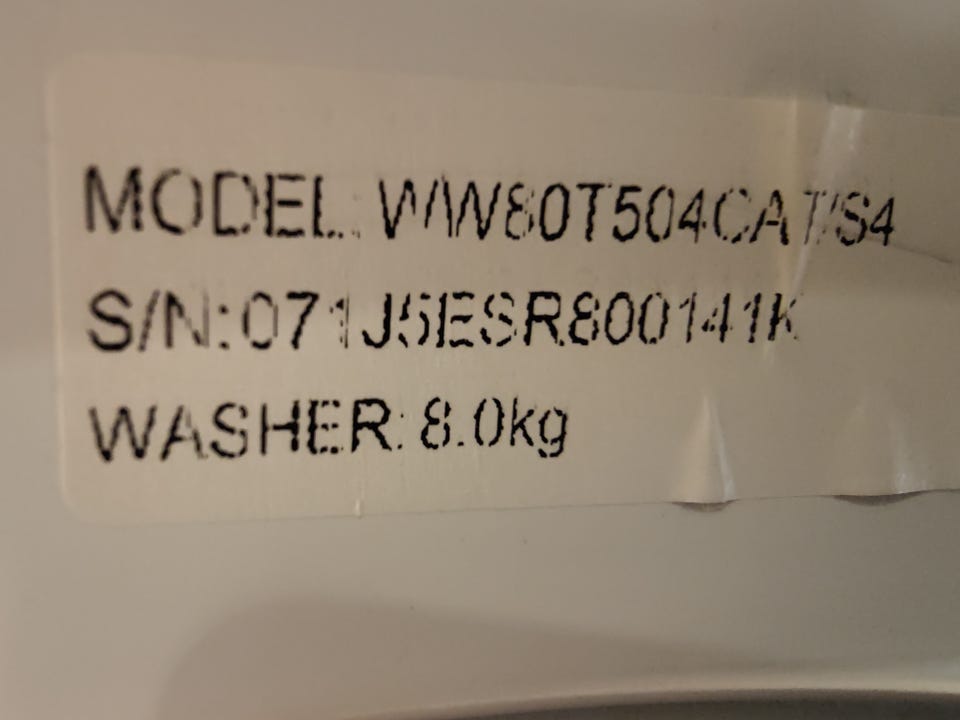 MODEL: WW80T504CAT/S4
S/N:071J5ESR800141K
WASHER: 8.0kg